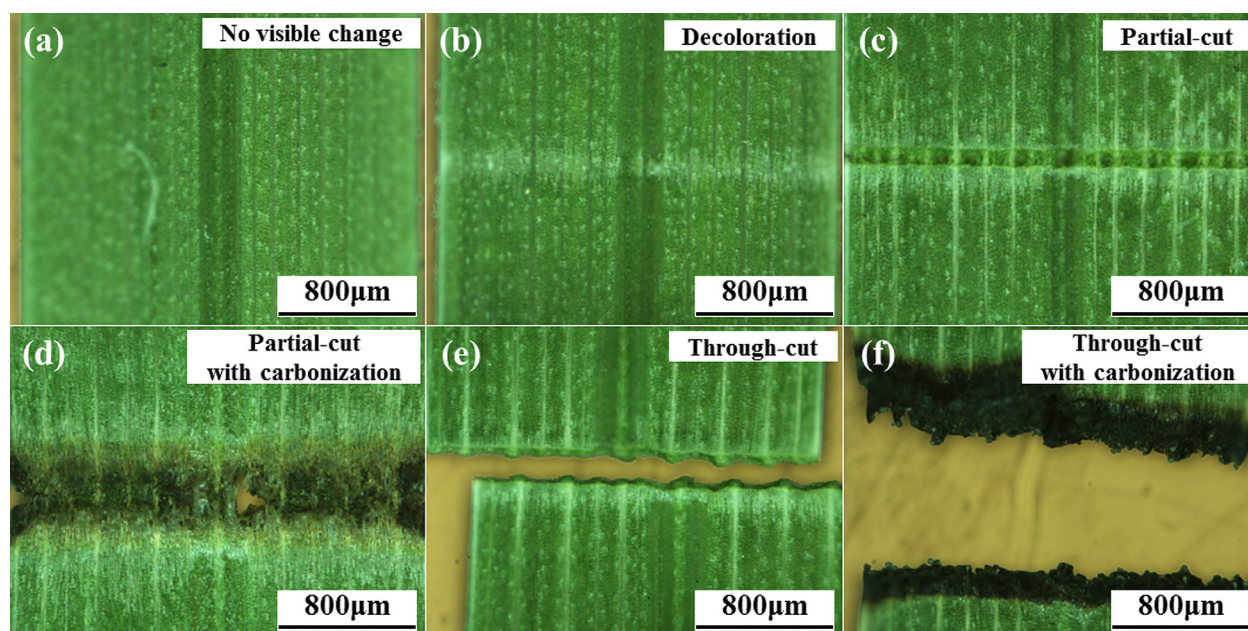 (a)
No visible change
800μm
(b)
Decoloration
800μm
(c)
Partial-cut
800μm
(d)
Partial-cut
with carbonization
800μm
(e)
Through-cut
800μm
(f)
Through-cut
with carbonization
800μm